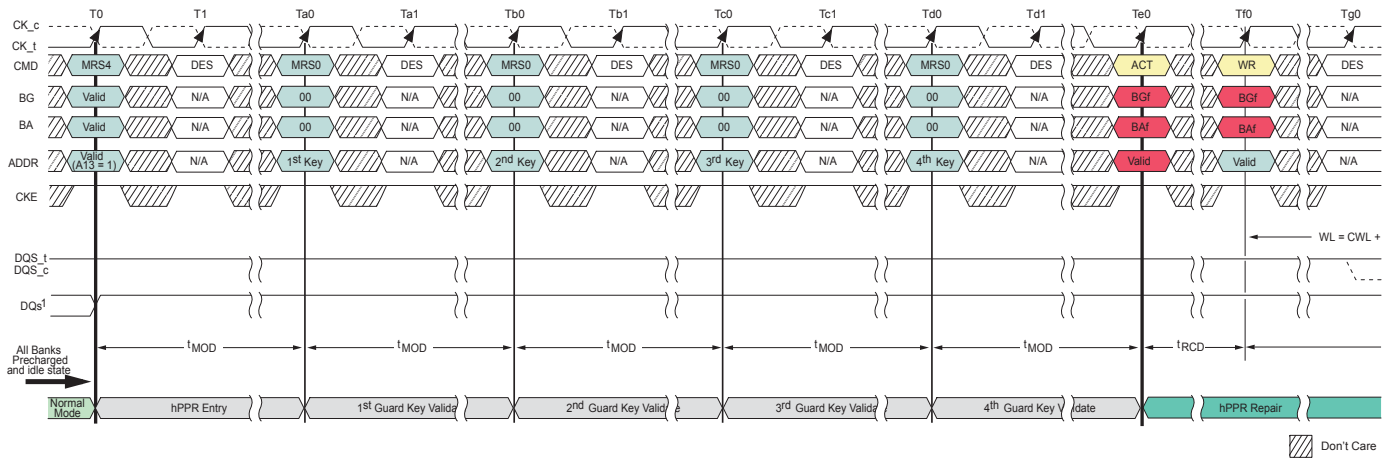 T0 T1 Ta0 Ta1 Tb0 Tb1 Tc0 Tc1 Td0 Td1 Te0 Tf0 Tg0
CK_c
CK_t
CMD MRS4 DES MRS0 DES MRS0 DES MRS0 DES MRS0 DES ACT WR DES
BG Valid N/A 00 N/A 00 N/A 00 N/A 00 N/A BGf BGf N/A
BA Valid N/A 00 N/A 00 N/A 00 N/A 00 N/A BAf BAf N/A
ADDR Valid (A13 = 1) N/A 1st Key N/A 2nd Key N/A 3rd Key N/A 4th Key N/A Valid Valid N/A
CKE
WL = CWL +
DQS_t
DQS_c
DQs1
tMOD tMOD tMOD tMOD tMOD tRCD
All Banks
Precharged
and idle state
Normal Mode hPPR Entry 1st Guard Key Valida 2nd Guard Key Valid e 3rd Guard Key Valida 4th Guard Key V idate hPPR Repair
Don't Care